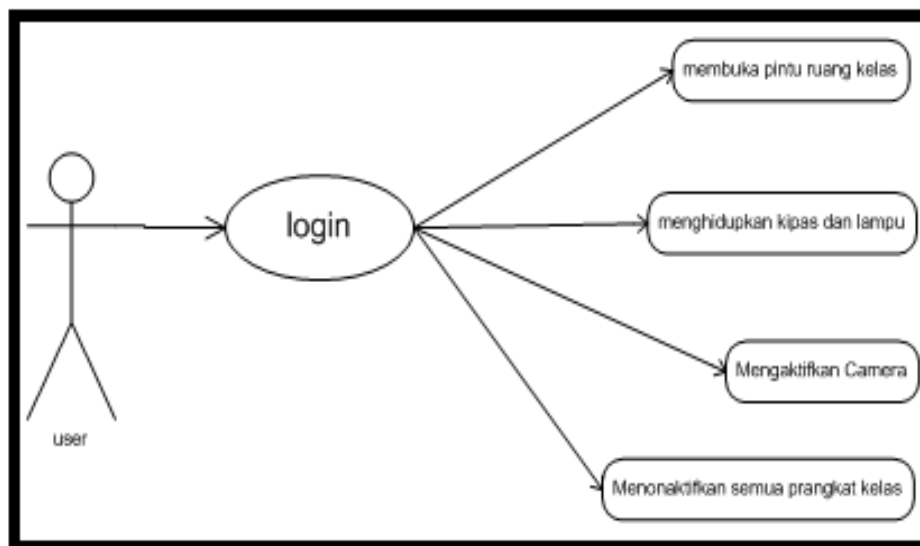 membuka pintu ruang kelas
login
menghidupkan kipas dan lampu
Mengaktifkan Camera
user
Menonaktifkan semua prangkat kelas